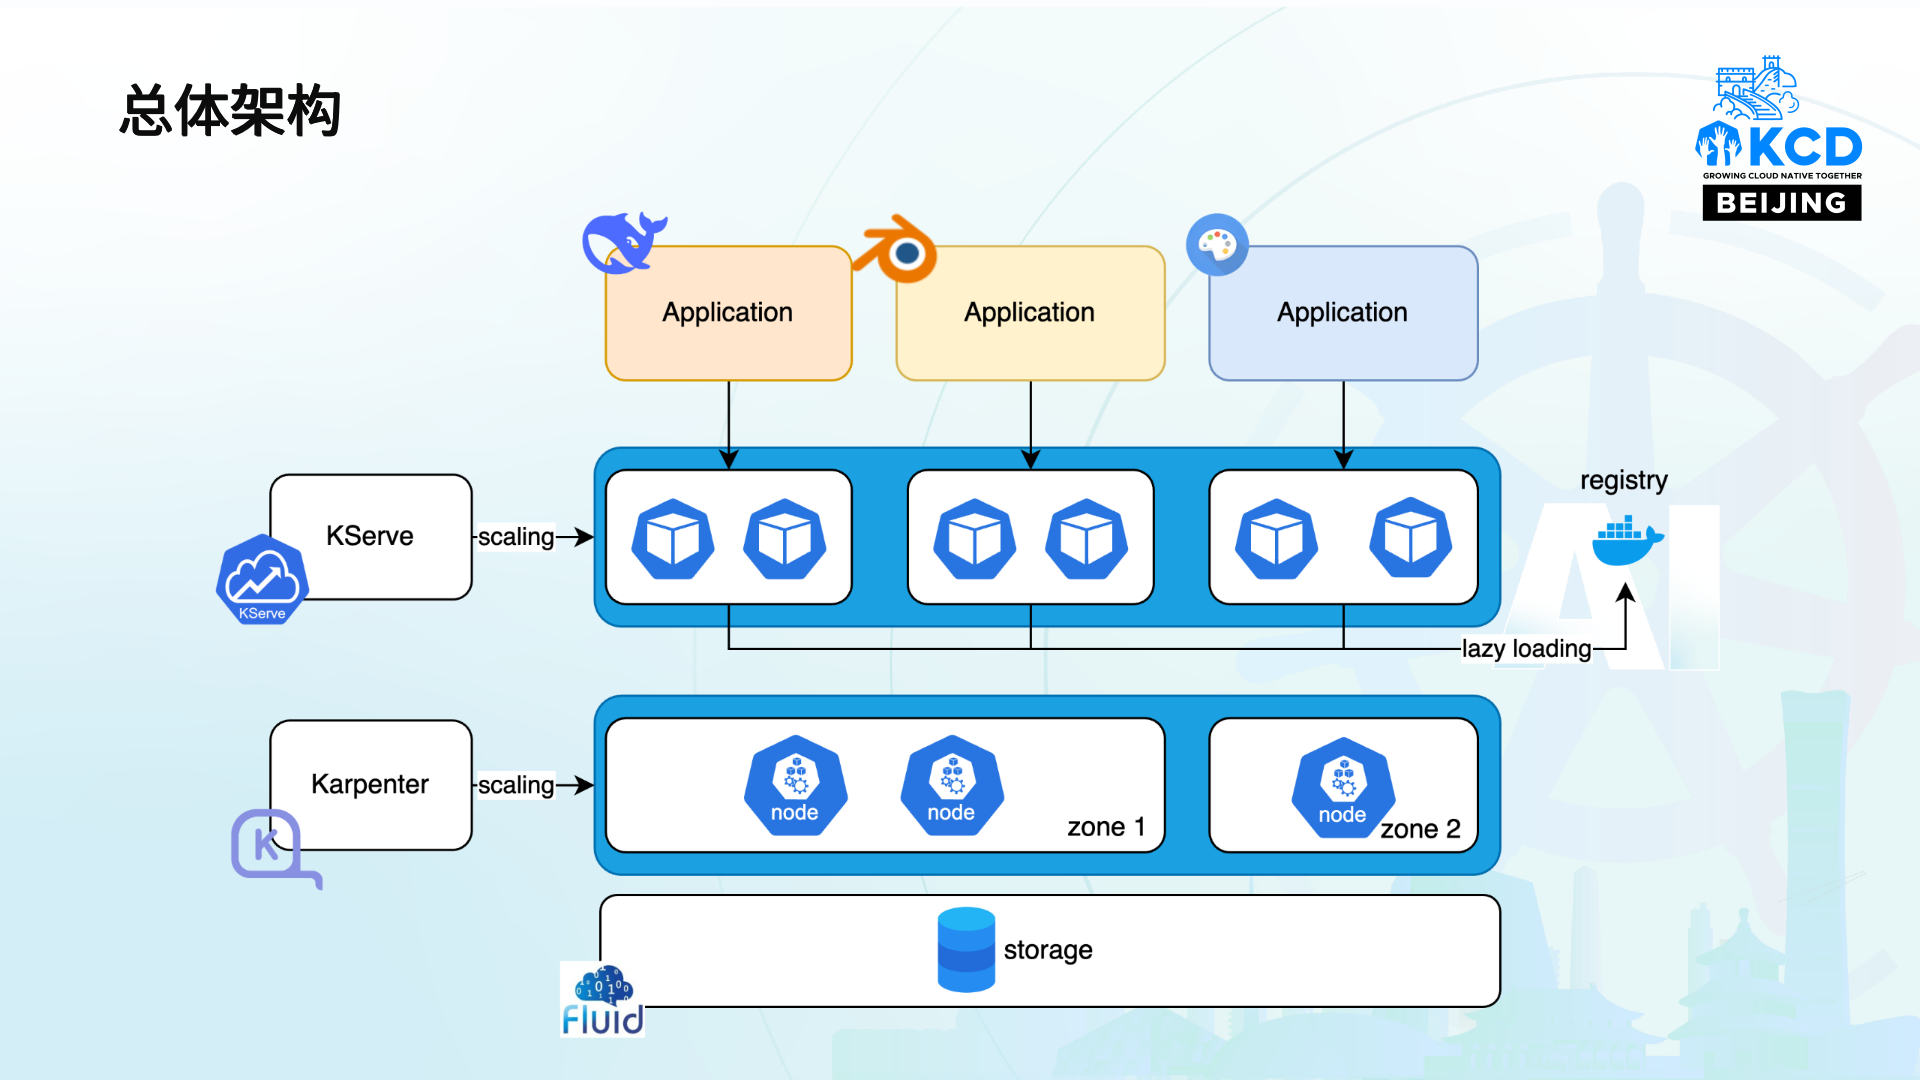 总体架构
KCD
GROWING CLOUD NATIVE TOGETHER
BEIJING
Application
Application
Application
KServe
KServe
scaling
registry
AI
lazy loading
Karpenter
K
scaling
node
node
zone 1
node
zone 2
storage
Fluid